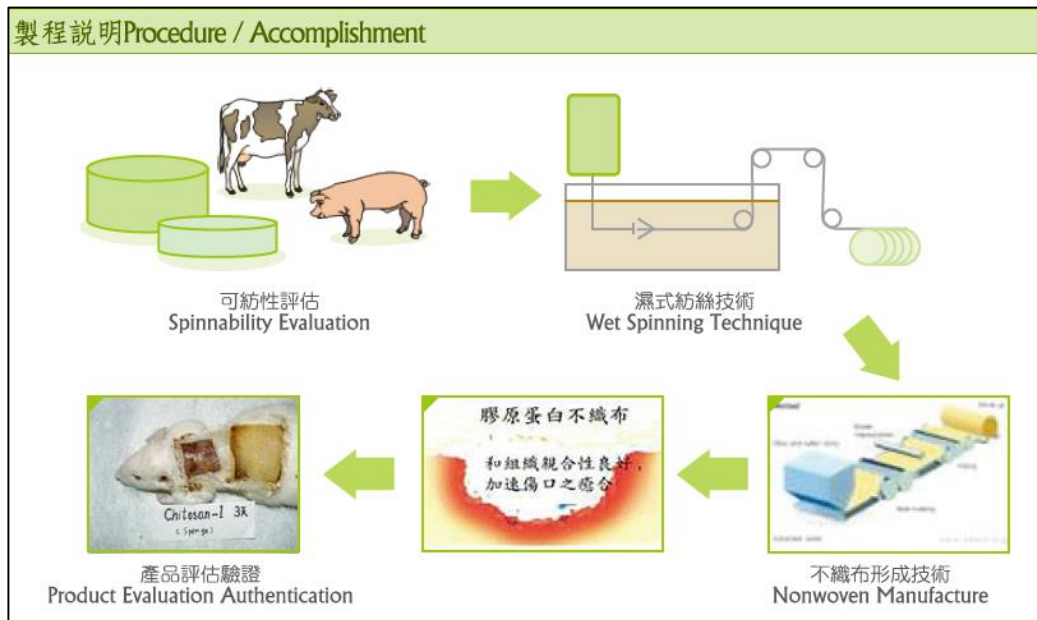 製程説明Procedure / Accomplishment
可紡性評估
Spinnability Evaluation
濕式紡絲技術
Wet Spinning Technique
膠原蛋白不織布
和組織親合性良好，
加速傷口之癒合
Chitosan-I 3天
(Sponge)
產品評估驗證
Product Evaluation Authentication
不織布形成技術
Nonwoven Manufacture